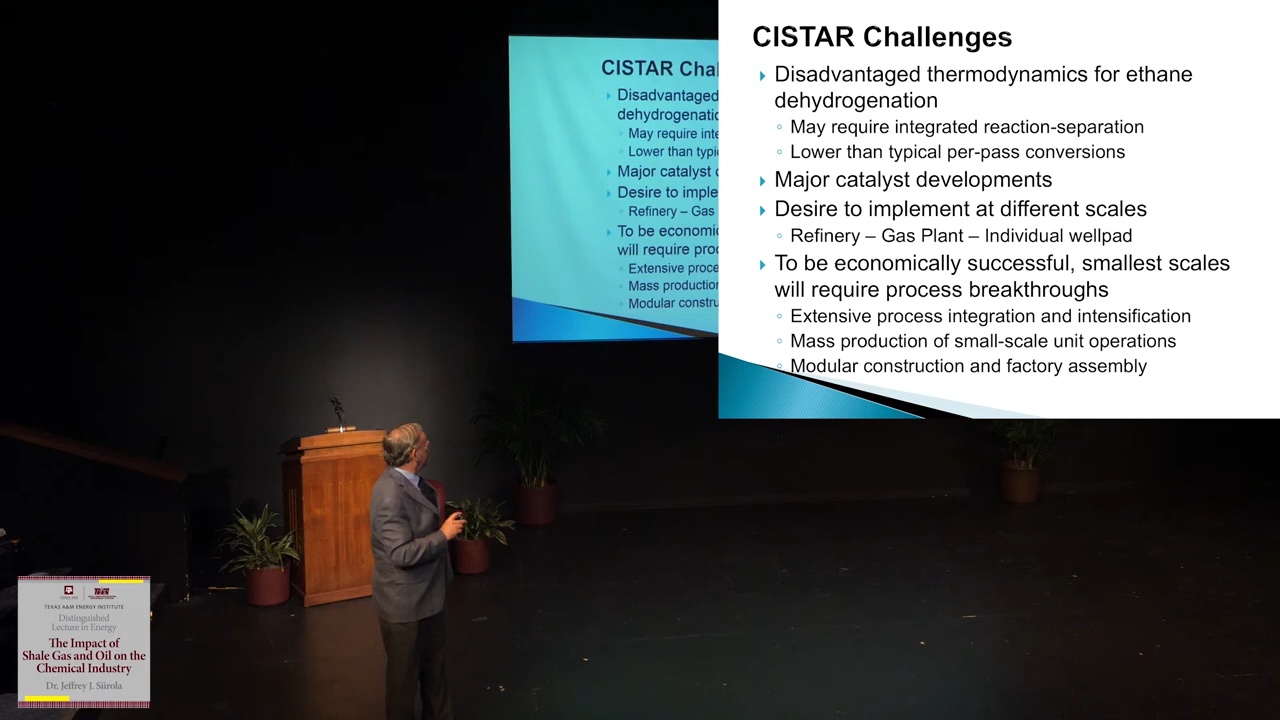 CISTAR Challenges
Disadvantaged thermodynamics for ethane
dehydrogenation
May require integrated reaction-separation
Lower than typical per-pass conversions
Major catalyst developments
Desire to implement at different scales
Refinery – Gas Plant – Individual wellpad
To be economically successful, smallest scales
will require process breakthroughs
Extensive process integration and intensification
Mass production of small-scale unit operations
Modular construction and factory assembly
CISTAR Chal
Disadvantaged
dehydrogenatio
May require inte
Lower than typic
Major catalyst d
Desire to imple
Refinery – Gas
To be economic
will require proc
Extensive proce
Mass production
Modular constru
TEXAS A&M ENERGY INSTITUTE
Distinguished
Lecture in Energy
The Impact of
Shale Gas and Oil on the
Chemical Industry
Dr. Jeffrey J. Siirola